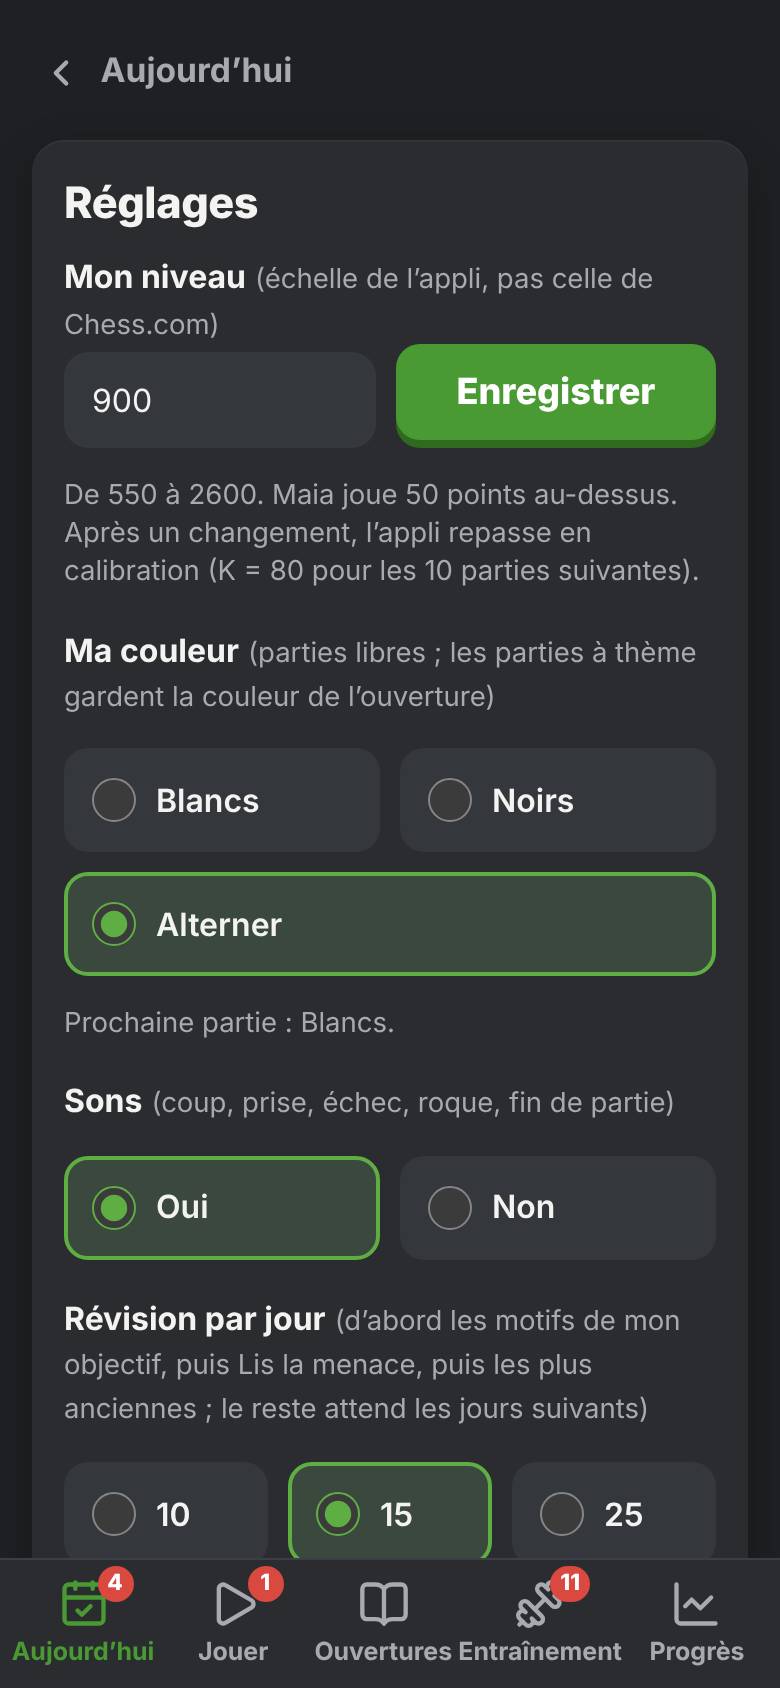 Aujourd’hui
Réglages
Mon niveau (échelle de l’appli, pas celle de
Chess.com)
900
Enregistrer
De 550 à 2600. Maia joue 50 points au-dessus.
Après un changement, l’appli repasse en
calibration (K = 80 pour les 10 parties suivantes).
Ma couleur (parties libres ; les parties à thème
gardent la couleur de l’ouverture)
Blancs
Noirs
Alterner
Prochaine partie : Blancs.
Sons (coup, prise, échec, roque, fin de partie)
Oui
Non
Révision par jour (d’abord les motifs de mon
objectif, puis Lis la menace, puis les plus
anciennes ; le reste attend les jours suivants)
10
15
25
4
1
11
Aujourd’hui
Jouer
Ouvertures
Entraînement
Progrès